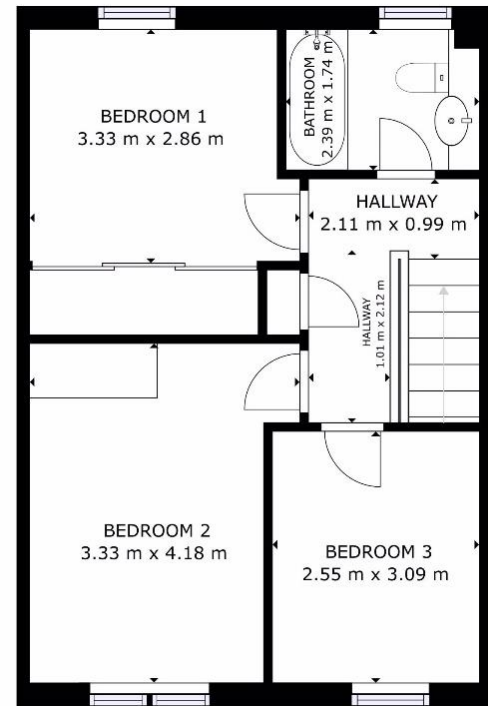 BEDROOM 1
3.33 m x 2.86 m
BATHROOM
2.39 m x 1.74 m
HALLWAY
2.11 m x 0.99 m
HALLWAY
1.01 m x 2.12 m
BEDROOM 2
3.33 m x 4.18 m
BEDROOM 3
2.55 m x 3.09 m